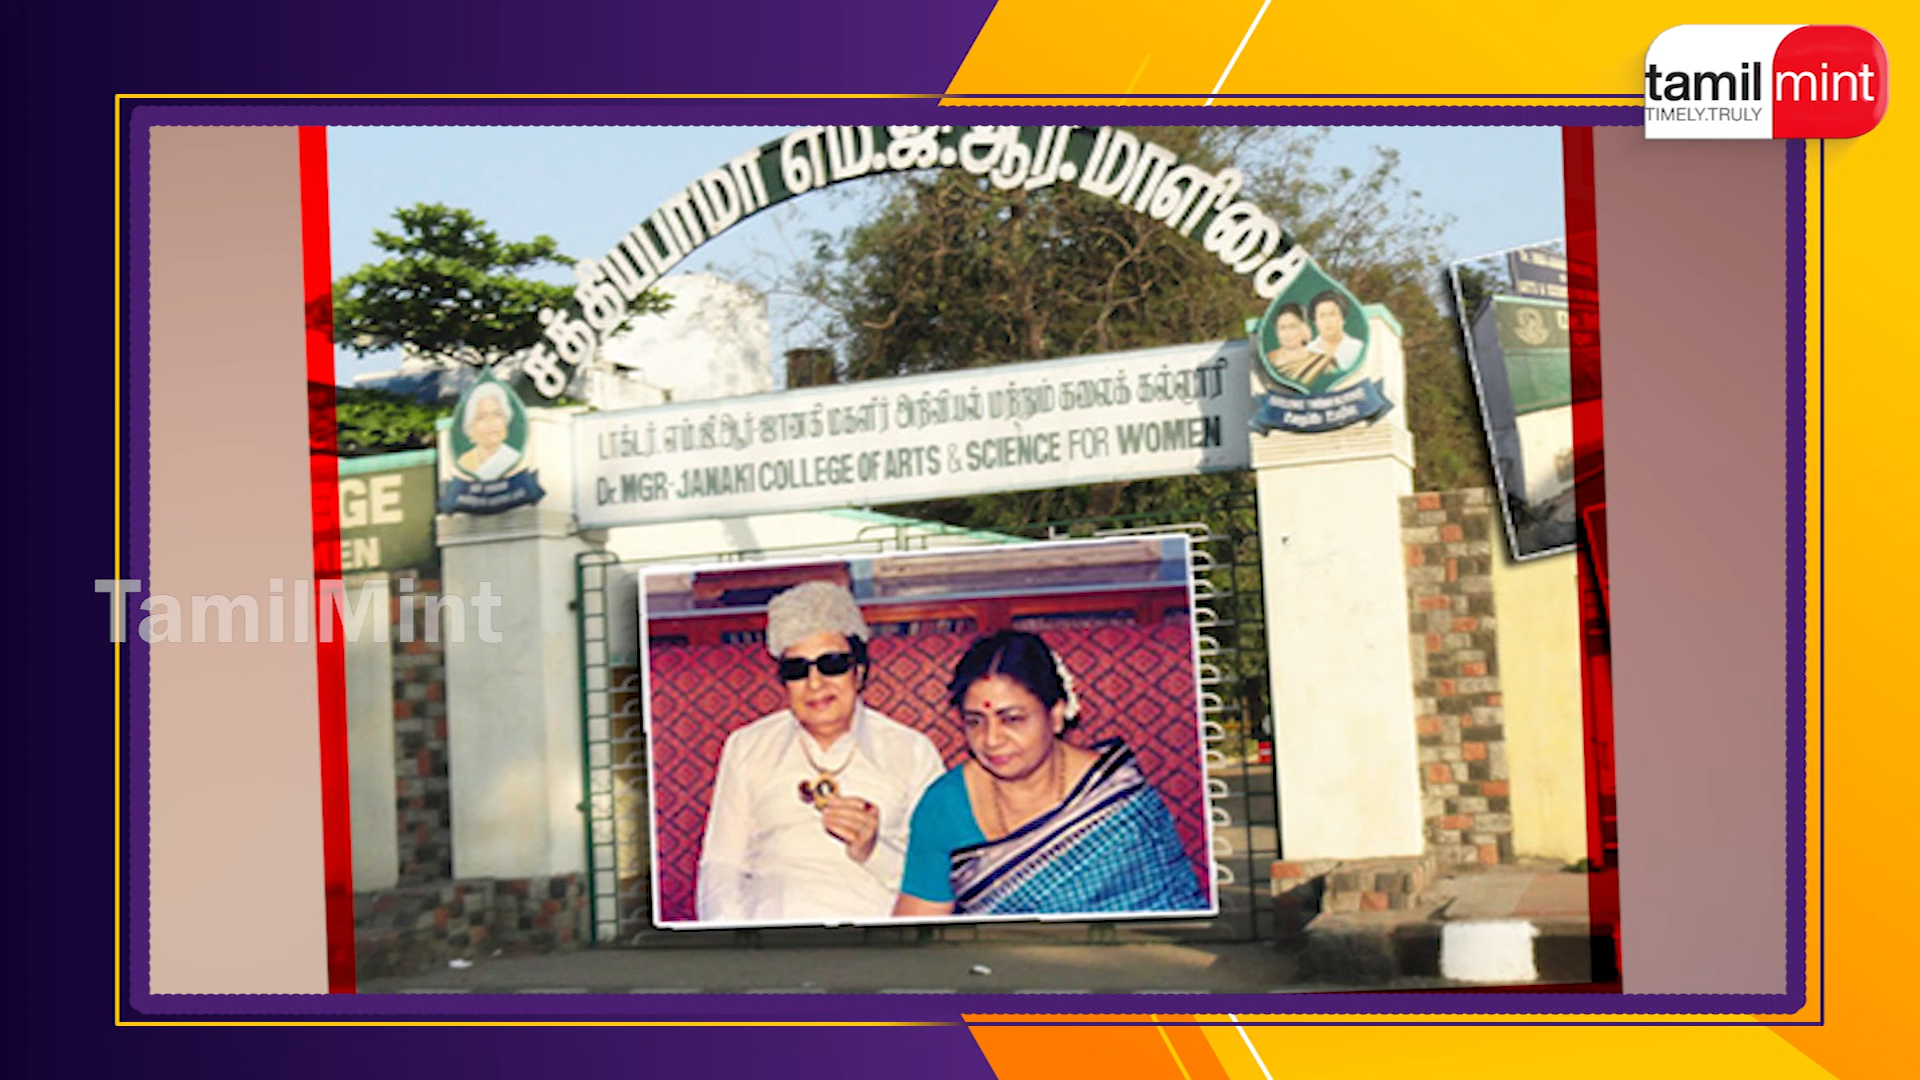 tamil mint
TIMELY.TRULY
சத்தியபாமா எம்.ஜி.ஆர். மாளிகை
டாக்டர். எம்.ஜி.ஆர்-ஜானகி மகளிர் அறிவியல் மற்றும் கலைக் கல்லூரி
Dr. MGR-JANAKI COLLEGE OF ARTS & SCIENCE FOR WOMEN
EGE
EN
TamilMint